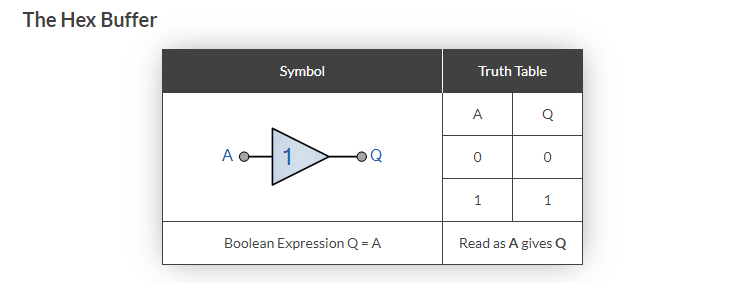 The Hex Buffer
Symbol Truth Table
A Q
A 1 Q
0 0
1 1
Boolean Expression Q = A Read as A gives Q